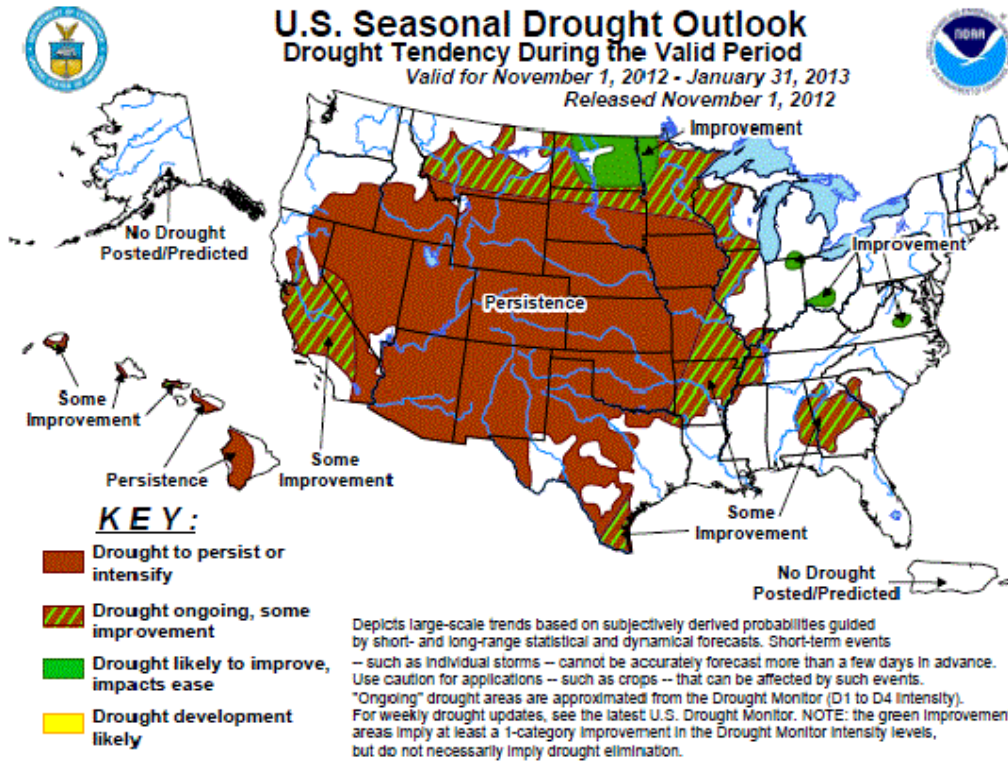 U.S. Seasonal Drought Outlook
Drought Tendency During the Valid Period
Valid for November 1, 2012 - January 31, 2013
Released November 1, 2012
NOAA
Improvement
No Drought
Posted/Predicted
Improvement
Persistence
Some
Improvement
Persistence
Some
Improvement
Some
Improvement
No Drought
Posted/Predicted
KEY:
Drought to persist or
intensify
Drought ongoing, some
improvement
Drought likely to improve,
impacts ease
Drought development
likely
Depicts large-scale trends based on subjectively derived probabilities guided
by short- and long-range statistical and dynamical forecasts. Short-term events
-- such as individual storms -- cannot be accurately forecast more than a few days in advance.
Use caution for applications -- such as crops -- that can be affected by such events.
"Ongoing" drought areas are approximated from the Drought Monitor (D1 to D4 intensity).
For weekly drought updates, see the latest U.S. Drought Monitor. NOTE: the green improvemen
areas imply at least a 1-category improvement in the Drought Monitor intensity levels,
but do not necessarily imply drought elimination.